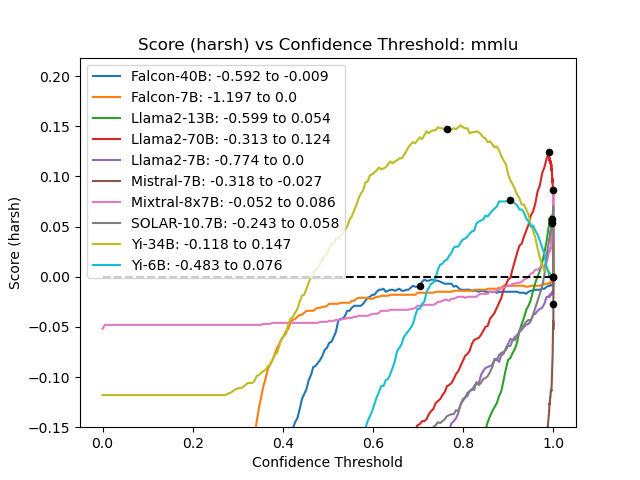 Score (harsh) vs Confidence Threshold: mmlu
Score (harsh)
0.20
0.15
0.10
0.05
0.00
−0.05
−0.10
−0.15
Falcon-40B: -0.592 to -0.009
Falcon-7B: -1.197 to 0.0
Llama2-13B: -0.599 to 0.054
Llama2-70B: -0.313 to 0.124
Llama2-7B: -0.774 to 0.0
Mistral-7B: -0.318 to -0.027
Mixtral-8x7B: -0.052 to 0.086
SOLAR-10.7B: -0.243 to 0.058
Yi-34B: -0.118 to 0.147
Yi-6B: -0.483 to 0.076
0.0 0.2 0.4 0.6 0.8 1.0
Confidence Threshold